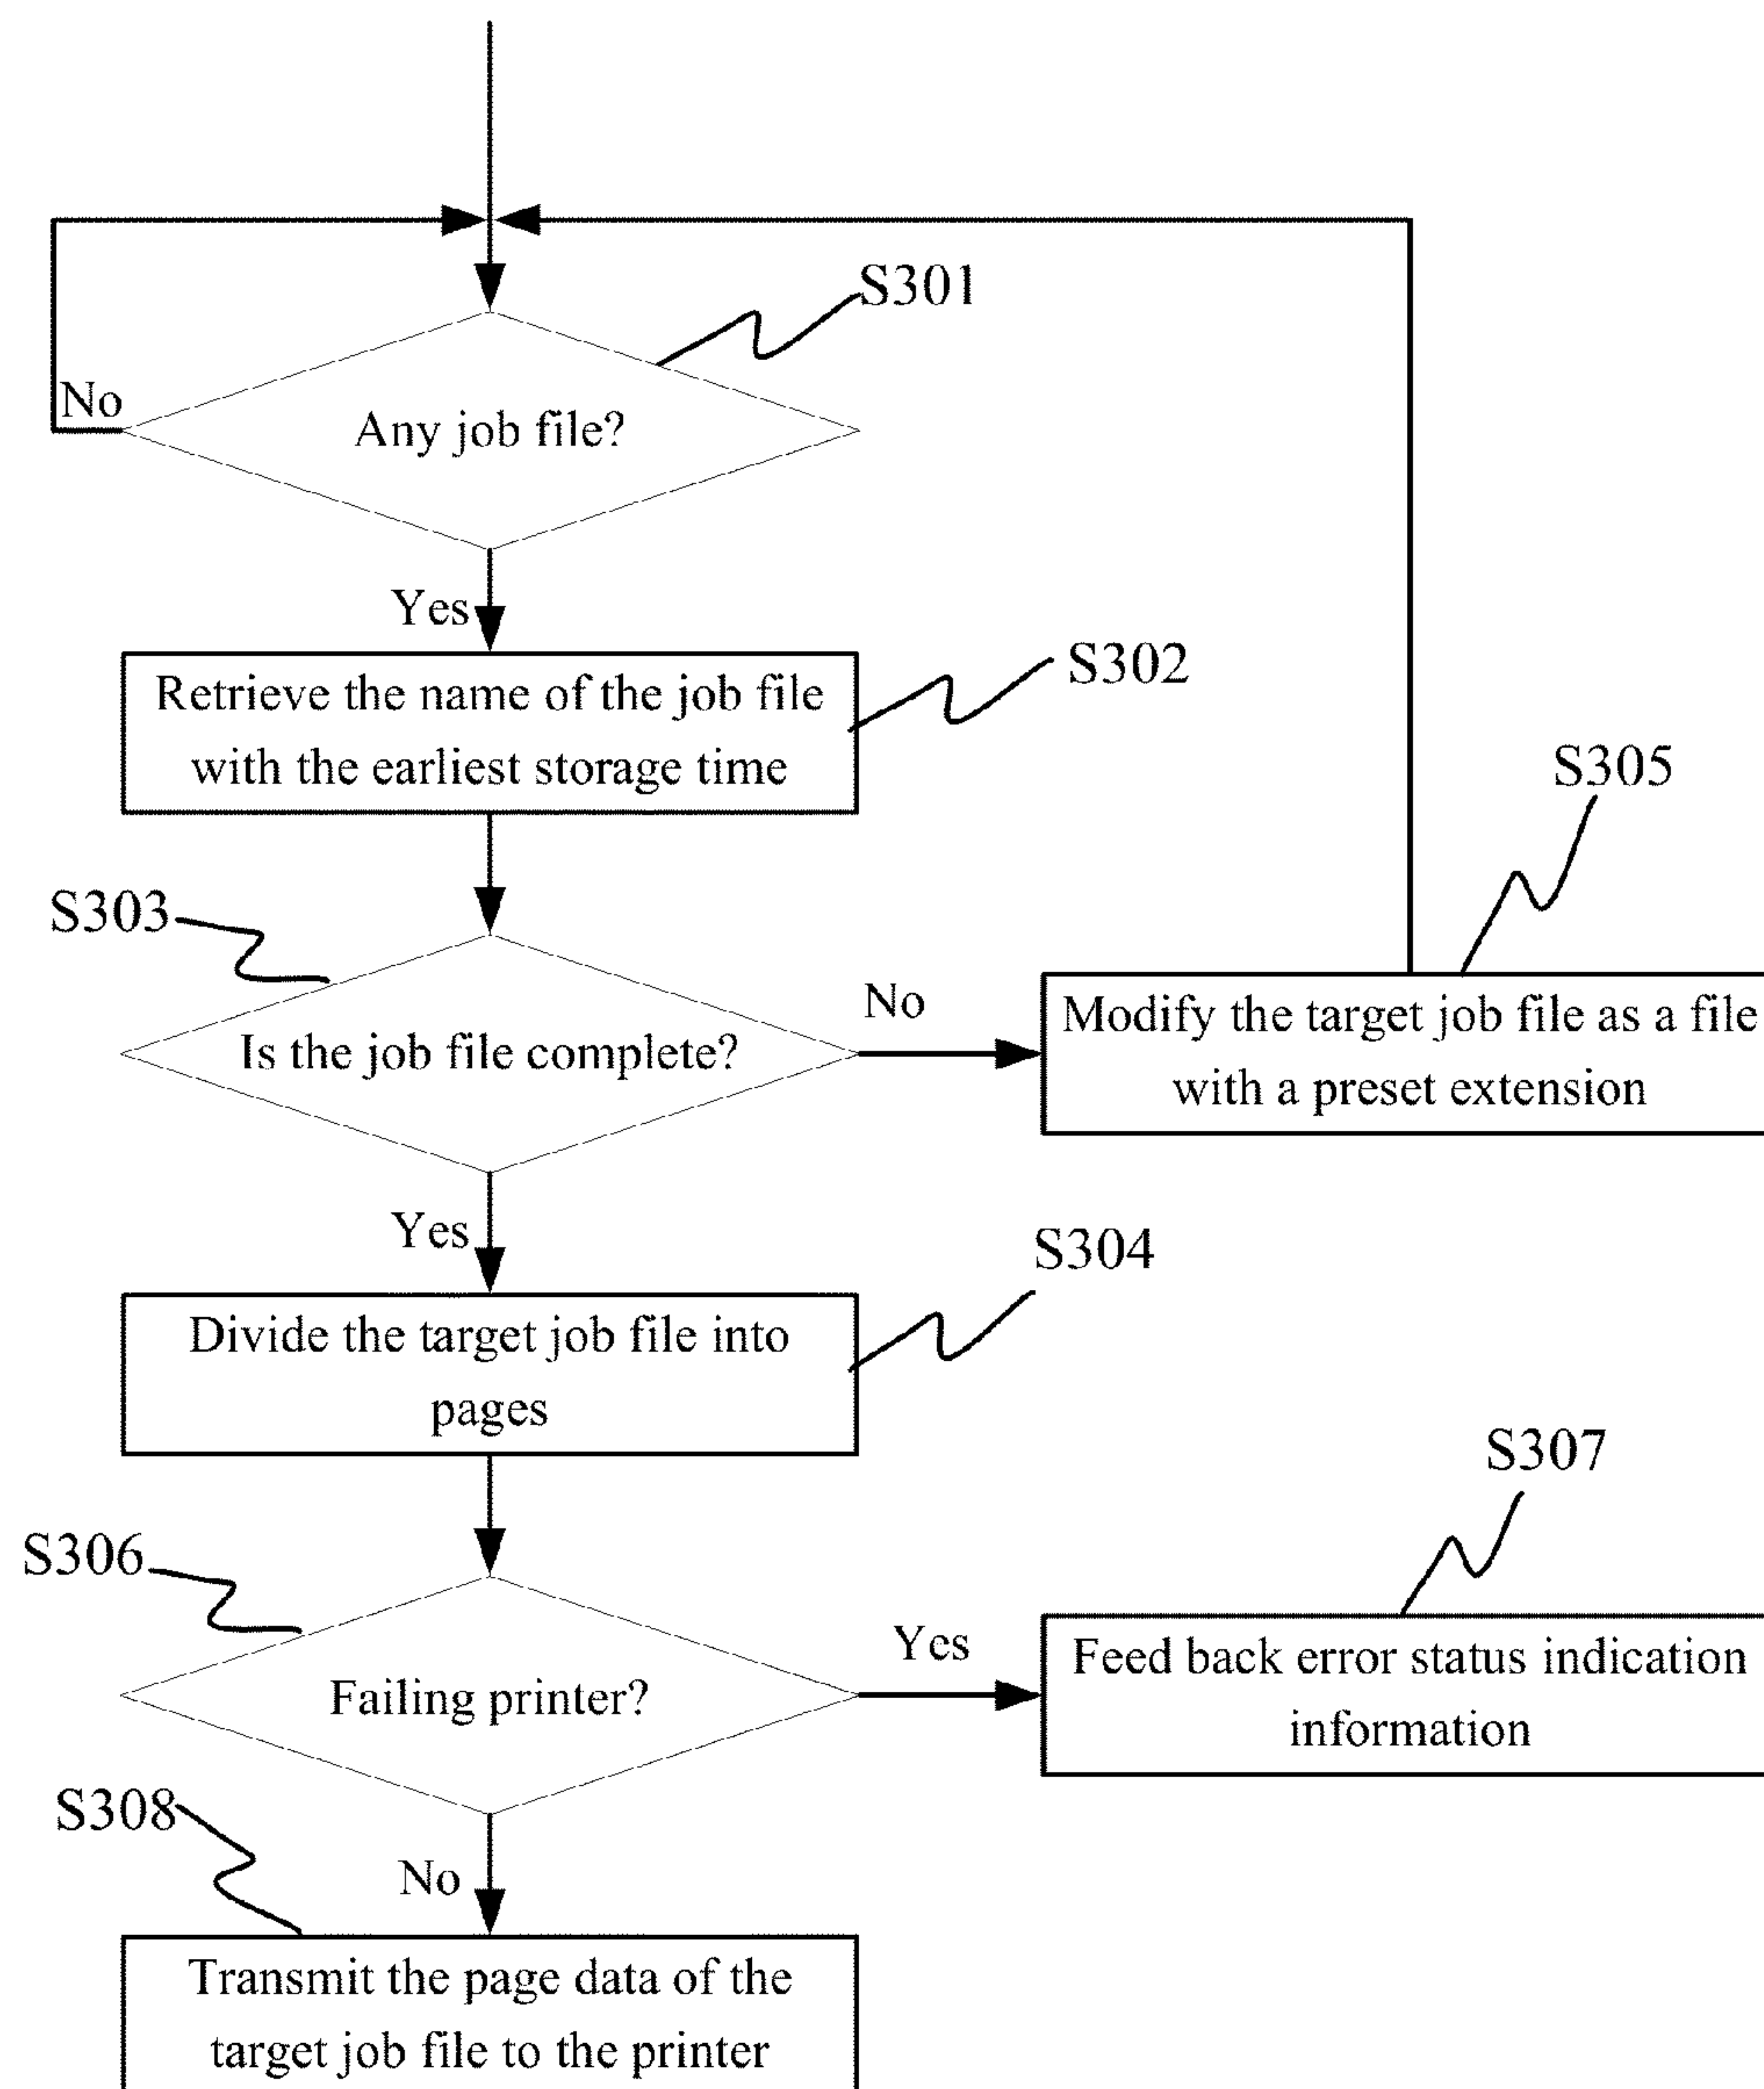 S301
No
Any job file?
Yes
S302
Retrieve the name of the job file
with the earliest storage time
S305
S303
No
Is the job file complete?
Modify the target job file as a file
with a preset extension
Yes
S304
Divide the target job file into
pages
S307
S306
Yes
Failing printer?
Feed back error status indication
information
S308
No
Transmit the page data of the
target job file to the printer